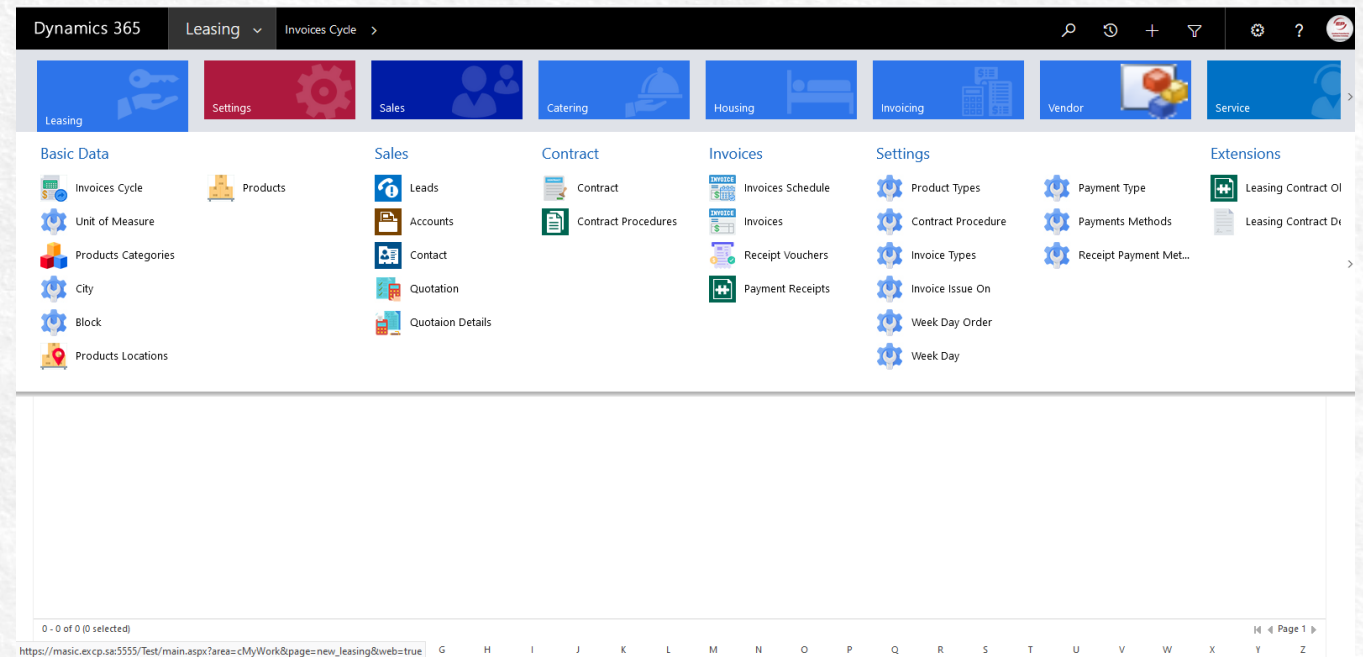 Dynamics 365 Leasing Invoices Cycle
Leasing Settings Sales Catering Housing Invoicing Vendor Service
Basic Data Sales Contract Invoices Settings Extensions
Invoices Cycle Products Leads Contract Invoices Schedule Product Types Payment Type Leasing Contract Ol
Unit of Measure Accounts Contract Procedures Invoices Contract Procedure Payments Methods Leasing Contract De
Products Categories Contact Receipt Vouchers Invoice Types Receipt Payment Met...
City Quotation Payment Receipts Invoice Issue On
Block Quotaion Details Week Day Order
Products Locations Week Day
0 - 0 of 0 (0 selected) Page 1
https://masic.excp.sa:5555/Test/main.aspx?area=cMyWork&page=new_leasing&web=true G H I J K L M N O P Q R S T U V W X Y Z